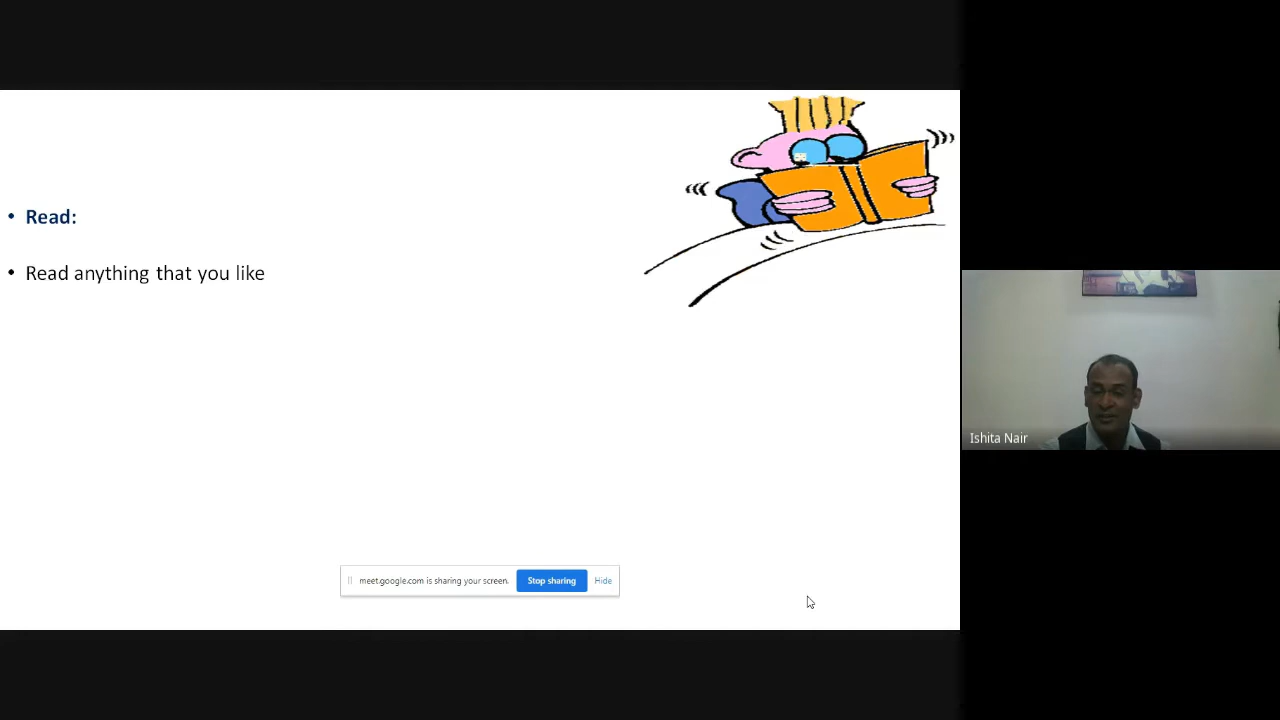 Read:
Read anything that you like
Ishita Nair
meet.google.com is sharing your screen. Stop sharing Hide